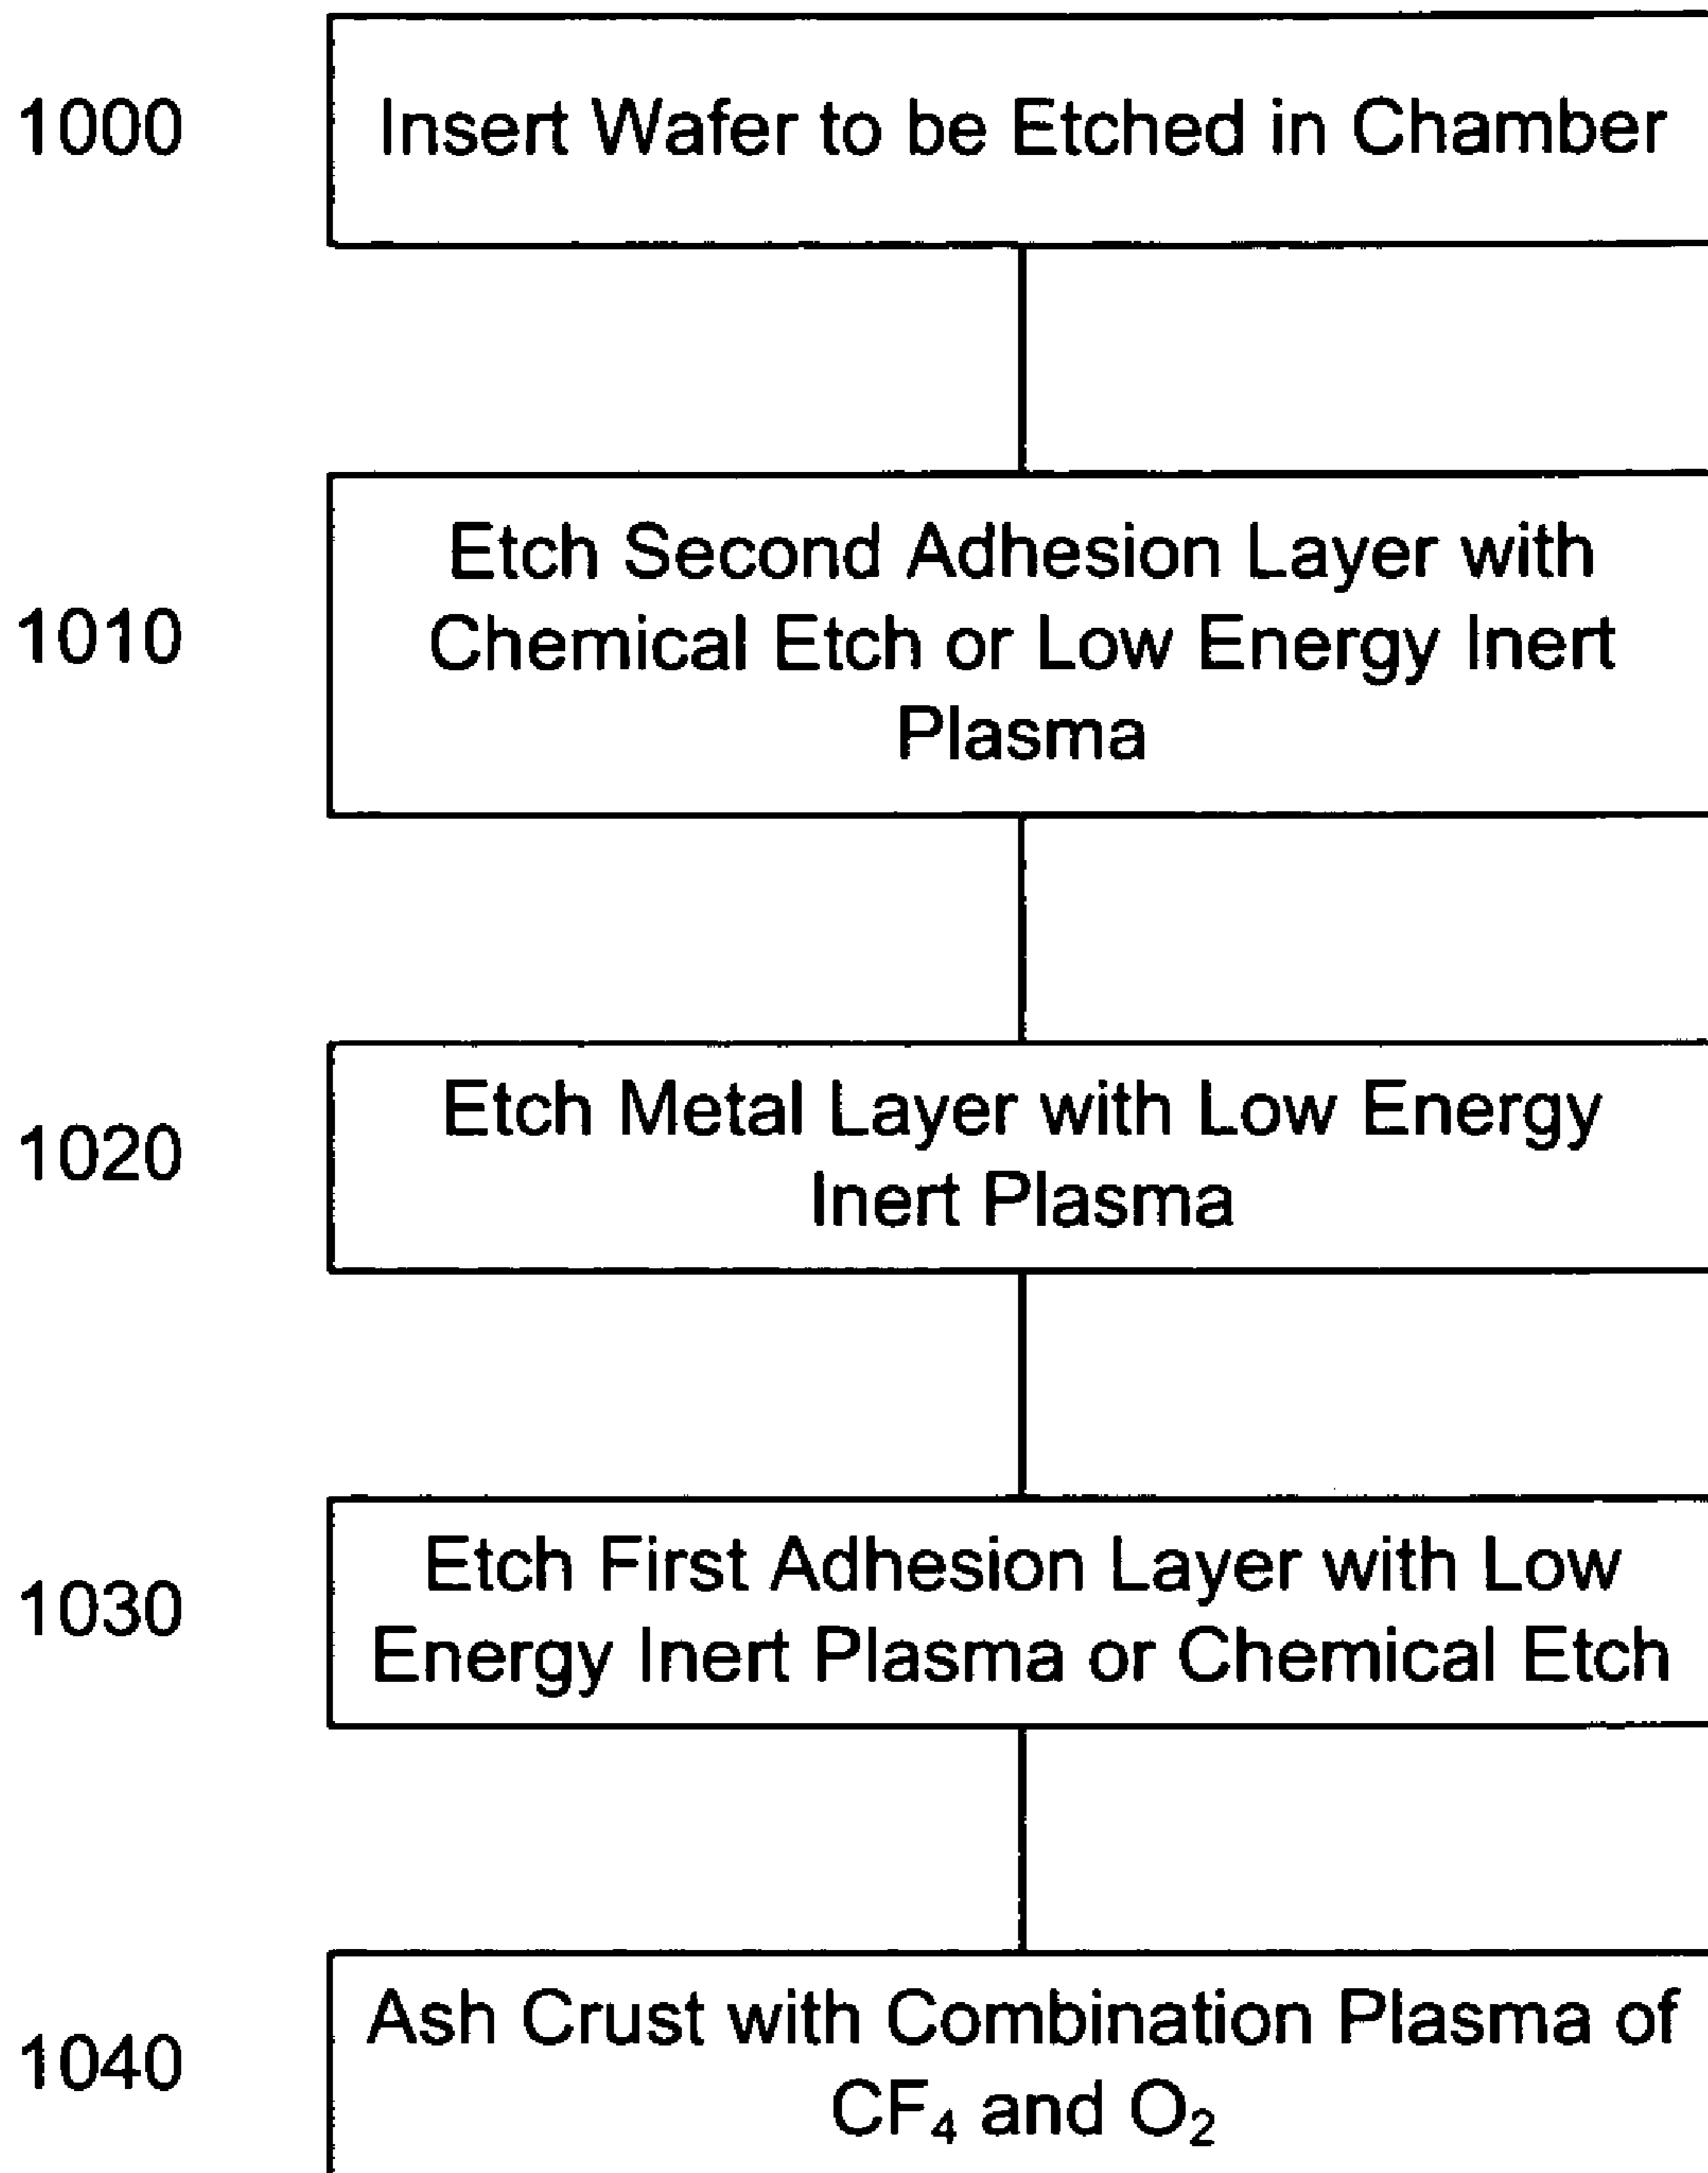 1000
Insert Wafer to be Etched in Chamber
1010
Etch Second Adhesion Layer with
Chemical Etch or Low Energy Inert
Plasma
1020
Etch Metal Layer with Low Energy
Inert Plasma
1030
Etch First Adhesion Layer with Low
Energy Inert Plasma or Chemical Etch
1040
Ash Crust with Combination Plasma of
CF₄ and O₂